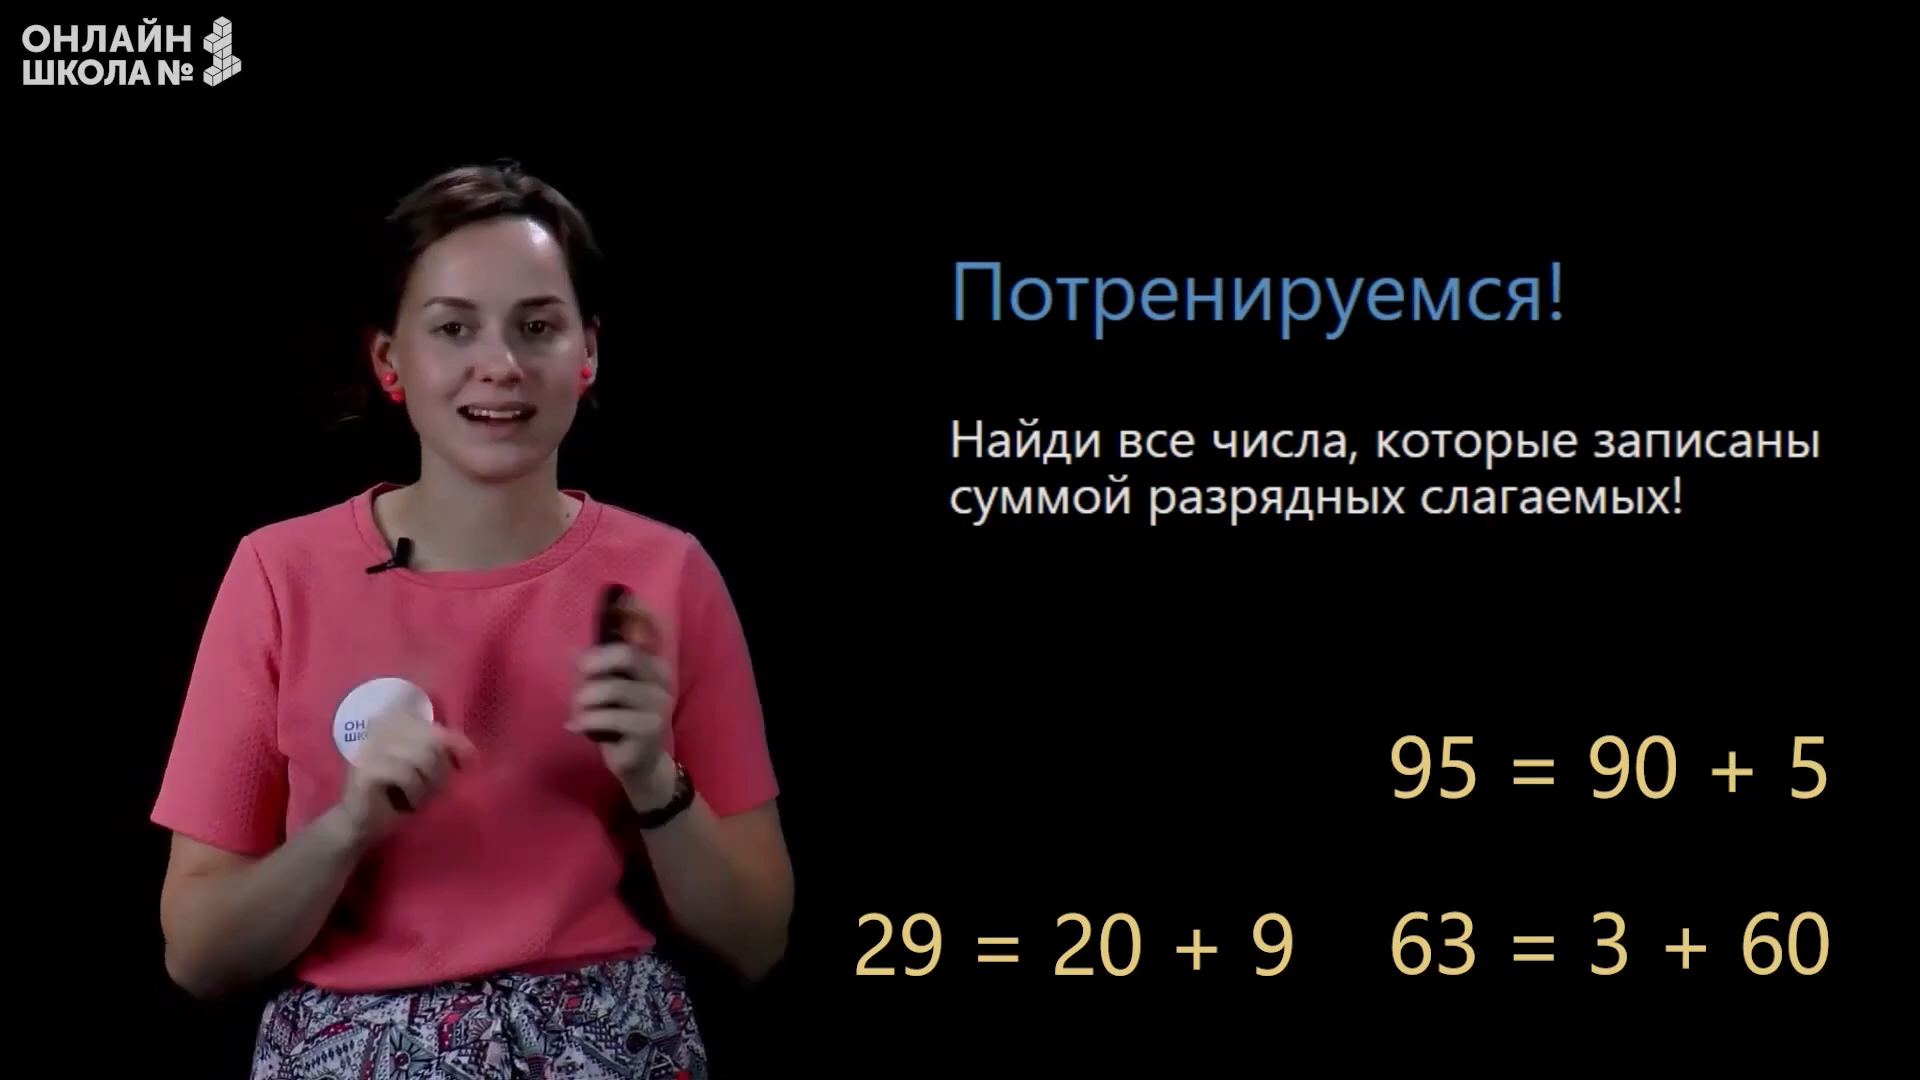 ОНЛАЙН
ШКОЛА №1
Потренируемся!
Найди все числа, которые записаны
суммой разрядных слагаемых!
95 = 90 + 5
29 = 20 + 9
63 = 3 + 60